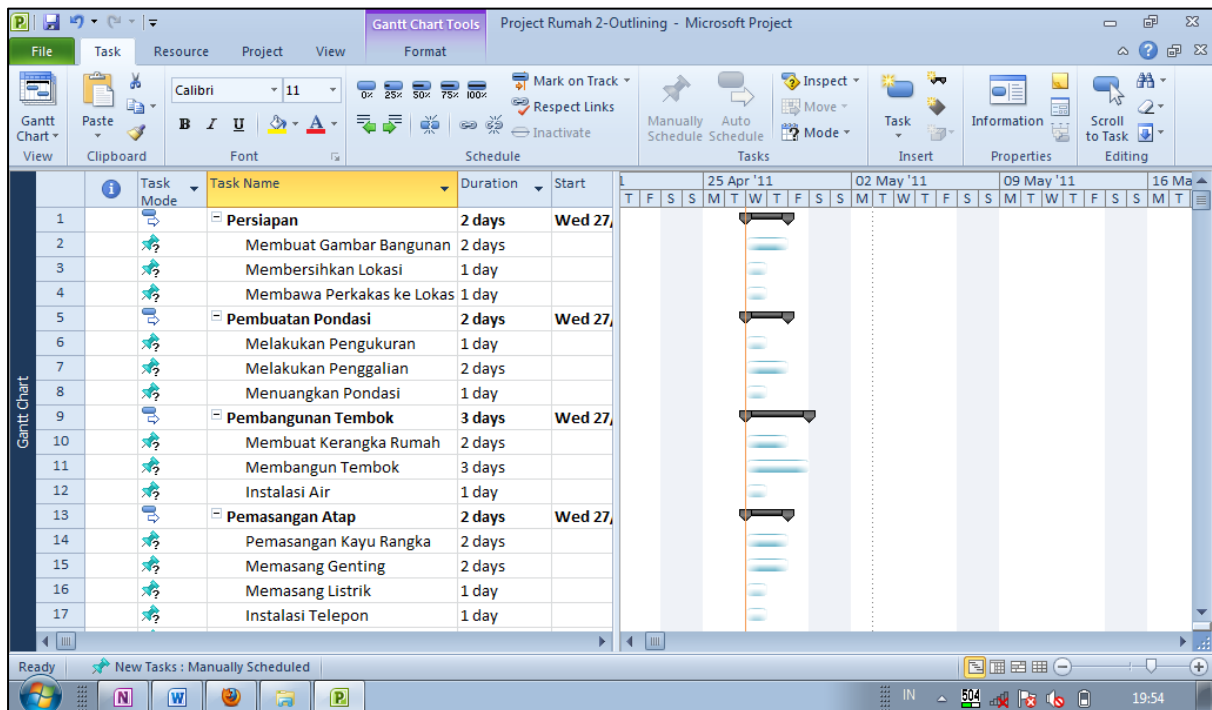 Gantt Chart Tools Project Rumah 2-Outlining - Microsoft Project
File Task Resource Project View Format
Calibri 11 0% 25% 50% 75% 100% Mark on Track Inspect
Respect Links Move
Gantt Chart Paste B I U A Inactivate Manually Schedule Auto Schedule Mode Task Information Scroll to Task
View Clipboard Font Schedule Tasks Insert Properties Editing
Task Mode Task Name Duration Start 25 Apr '11 02 May '11 09 May '11 16 Ma
T F S S M T W T F S S M T W T F S S M T W T F S S M T
1 Persiapan 2 days Wed 27/
2 Membuat Gambar Bangunan 2 days
3 Membersihkan Lokasi 1 day
4 Membawa Perkakas ke Lokas 1 day
5 Pembuatan Pondasi 2 days Wed 27/
6 Melakukan Pengukuran 1 day
7 Melakukan Penggalian 2 days
8 Menuangkan Pondasi 1 day
9 Pembangunan Tembok 3 days Wed 27/
10 Membuat Kerangka Rumah 2 days
11 Membangun Tembok 3 days
12 Instalasi Air 1 day
13 Pemasangan Atap 2 days Wed 27/
14 Pemasangan Kayu Rangka 2 days
15 Memasang Genting 2 days
16 Memasang Listrik 1 day
17 Instalasi Telepon 1 day
Gantt Chart
Ready New Tasks : Manually Scheduled
IN 504 19:54